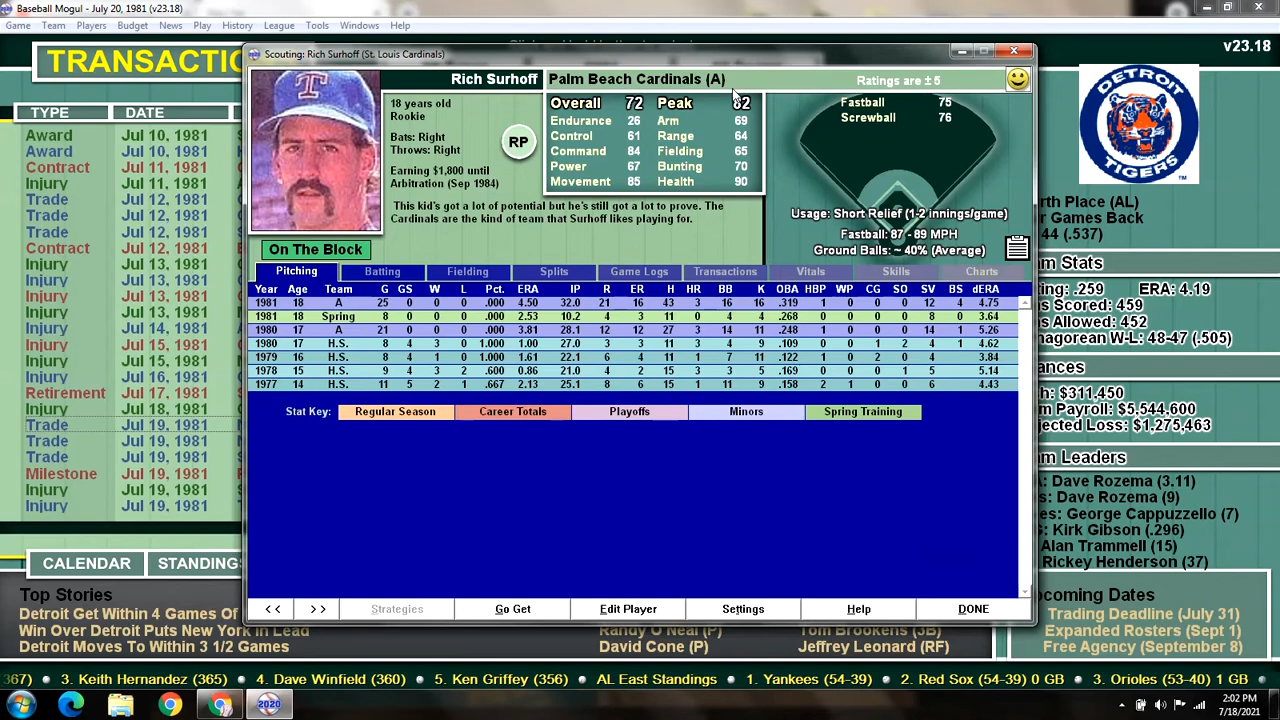 Baseball Mogul - July 20, 1981 (v23.18)
Game Team Players Budget News Play History League Tools Windows Help
v23.18
TRANSACTIO
TYPE DATE
Award Jul 10, 1981
Award Jul 10, 1981
Contract Jul 11, 1981
Injury Jul 11, 1981
Trade Jul 12, 1981
Trade Jul 12, 1981
Trade Jul 12, 1981
Contract Jul 12, 1981
Injury Jul 13, 1981
Injury Jul 13, 1981
Injury Jul 13, 1981
Injury Jul 13, 1981
Trade Jul 14, 1981
Injury Jul 15, 1981
Injury Jul 16, 1981
Retirement Jul 17, 1981
Injury Jul 18, 1981
Trade Jul 19, 1981
Trade Jul 19, 1981
Trade Jul 19, 1981
Milestone Jul 19, 1981
Injury Jul 19, 1981
Injury Jul 19, 1981
CALENDAR STANDING
Scouting: Rich Surhoff (St. Louis Cardinals)
Rich Surhoff
Palm Beach Cardinals (A)
Ratings are ± 5
18 years old
Rookie
Bats: Right
Throws: Right
Earning $1,800 until
Arbitration (Sep 1984)
RP
Overall 72 Peak 82
Endurance 26 Arm 69
Control 61 Range 64
Command 84 Fielding 65
Power 67 Bunting 70
Movement 85 Health 90
Fastball 75
Screwball 76
This kid's got a lot of potential but he's still got a lot to prove. The
Cardinals are the kind of team that Surhoff likes playing for.
Usage: Short Relief (1-2 innings/game)
Fastball: 87 - 89 MPH
Ground Balls: ~ 40% (Average)
On The Block
Pitching Batting Fielding Splits Game Logs Transactions Vitals Skills Charts
Year Age Team G GS W L Pct. ERA IP R ER H HR BB K OBA HBP WP CG SO SV BS dERA
1981 18 A 25 0 0 0 .000 4.50 32.0 21 16 43 3 16 16 .319 1 0 0 0 12 4 4.75
1981 18 Spring 8 0 0 0 .000 2.53 10.2 4 3 11 0 4 4 .268 0 0 0 0 8 0 3.64
1980 17 A 21 0 0 0 .000 3.81 28.1 12 12 27 3 14 11 .248 1 0 0 0 14 1 5.26
1980 17 H.S. 8 4 3 0 1.000 1.00 27.0 3 3 11 3 4 9 .109 0 0 1 2 4 1 4.62
1979 16 H.S. 8 4 1 0 1.000 1.61 22.1 6 4 11 1 7 11 .122 1 0 2 0 4 3.84
1978 15 H.S. 9 4 3 2 .600 0.86 21.0 4 2 15 3 3 5 .169 0 0 0 1 5 5.14
1977 14 H.S. 11 5 2 1 .667 2.13 25.1 8 6 15 1 11 9 .158 2 1 0 0 6 4.43
Stat Key: Regular Season Career Totals Playoffs Minors Spring Training
<< >> Strategies Go Get Edit Player Settings Help DONE
DETROIT
TIGERS
rth Place (AL)
r Games Back
44 (.537)
am Stats
ting: .259 ERA: 4.19
s Scored: 459
s Allowed: 452
hagorean W-L: 48-47 (.505)
ances
h: $311,450
m Payroll: $5,544,600
jected Loss: $1,275,463
am Leaders
A: Dave Rozema (3.11)
s: Dave Rozema (9)
es: George Cappuzzello (7)
G: Kirk Gibson (.296)
Alan Trammell (15)
Rickey Henderson (37)
Top Stories
Detroit Get Within 4 Games Of
Win Over Detroit Puts New York in Lead
Detroit Moves To Within 3 1/2 Games
Randy O'Neal (P) Tom Brookens (3B)
David Cone (P) Jeffrey Leonard (RF)
pcoming Dates
Trading Deadline (July 31)
Expanded Rosters (Sept 1)
Free Agency (September 8)
367) 3. Keith Hernandez (365) 4. Dave Winfield (360) 5. Ken Griffey (356) AL East Standings 1. Yankees (54-39) 2. Red Sox (54-39) 0 GB 3. Orioles (53-40) 1 GB
2020
2:02 PM
7/18/2021